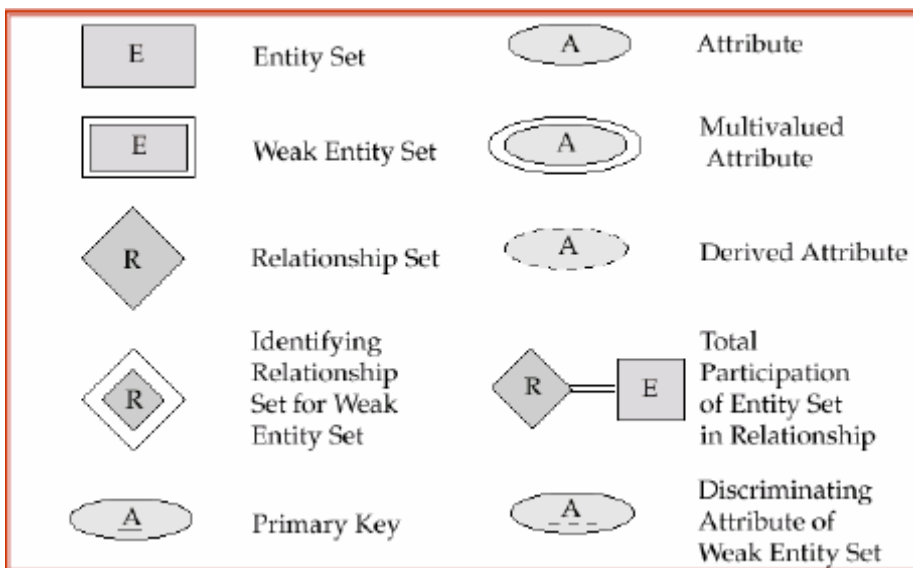 E
Entity Set
A
Attribute
E
Weak Entity Set
A
Multivalued
Attribute
R
Relationship Set
A
Derived Attribute
R
Identifying
Relationship
Set for Weak
Entity Set
R
E
Total
Participation
of Entity Set
in Relationship
A
Primary Key
A
Discriminating
Attribute of
Weak Entity Set